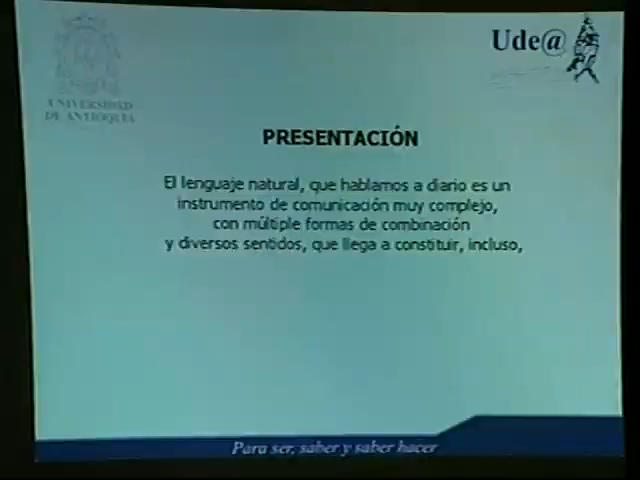 UNIVERSIDAD
DE ANTIOQUIA
Ude@
PRESENTACIÓN
El lenguaje natural, que hablamos a diario es un
instrumento de comunicación muy complejo,
con múltiple formas de combinación
y diversos sentidos, que llega a constituir, incluso,
Para ser, saber y saber hacer